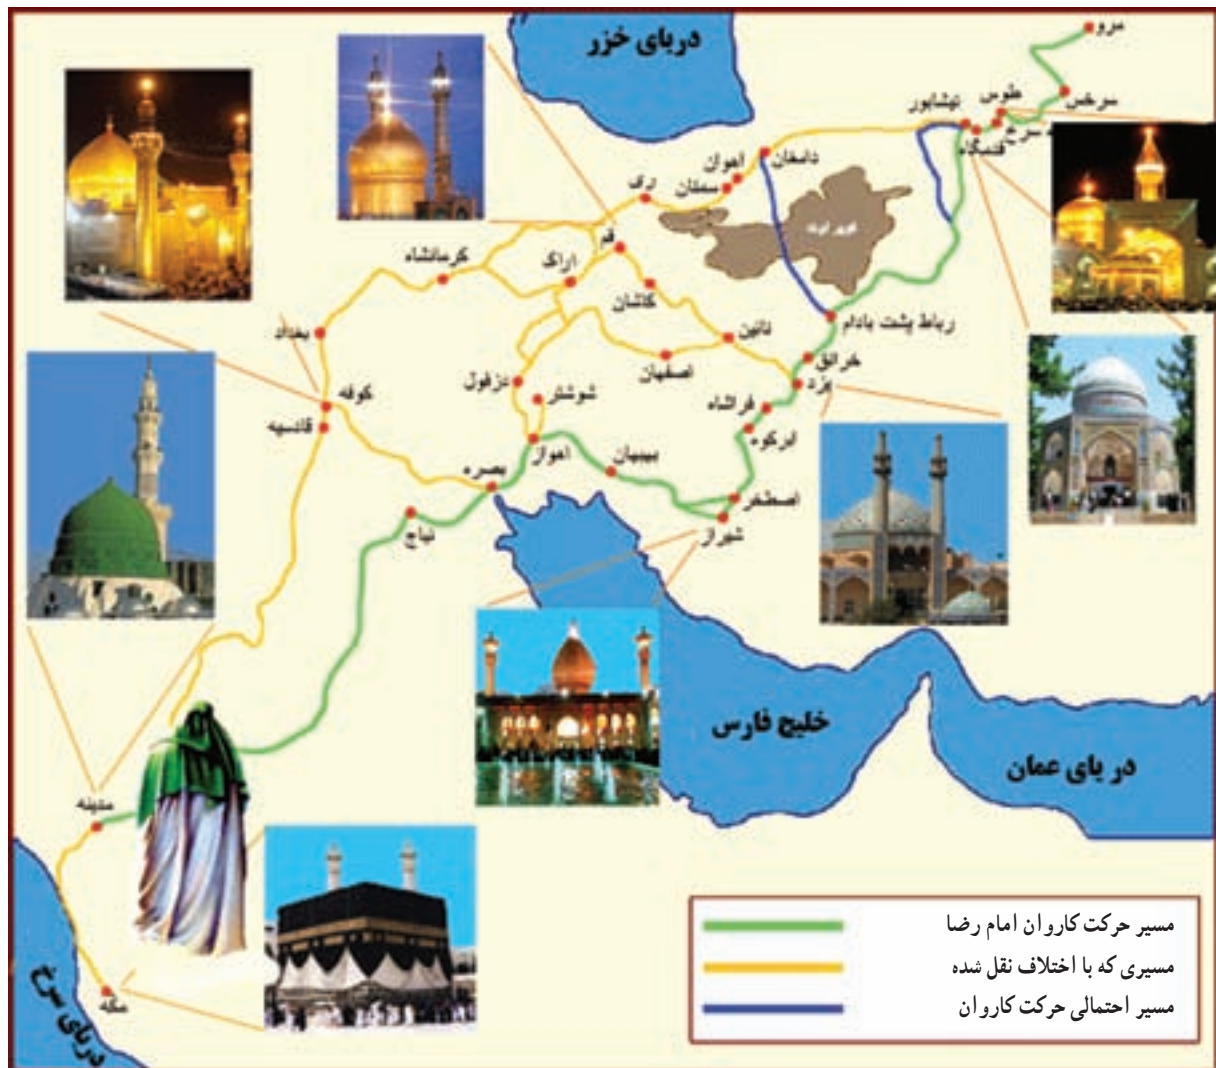 دریای خزر
مرو
سرخس
طوس
نیشابور
ده سرخ
قدمگاه
دامغان
اهوان
سمنان
ری
قم
اراک
کرمانشاه
کاشان
بغداد
نائین
رباط پشت بادام
خرانق
اصفهان
یزد
دزفول
شوشتر
کوفه
فراشاه
قادسیه
ابرکوه
اهواز
بهبهان
بصره
اصطخر
نباج
شیراز
خلیج فارس
دریای عمان
مدینه
مکه
دریای سرخ
مسیر حرکت کاروان امام رضا
مسیری که با اختلاف نقل شده
مسیر احتمالی حرکت کاروان